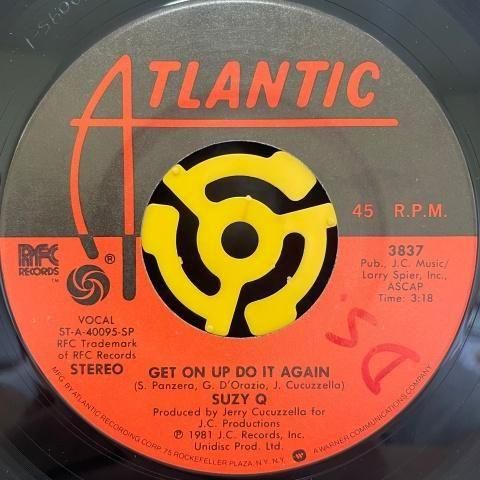 ATLANTIC
45 R.P.M.
RFC
RECORDS
TM
®
3837
Pub., J.C. Music/
Larry Spier, Inc.,
ASCAP
Time: 3:18
VOCAL
ST-A-40095-SP
RFC Trademark
of RFC Records
STEREO
GET ON UP DO IT AGAIN
(S. Panzera, G. D'Orazio, J. Cucuzzella)
SUZY Q
Produced by Jerry Cucuzzella for
J.C. Productions
℗ 1981 J.C. Records, Inc.
Unidisc Prod. Ltd.
MFG. BY ATLANTIC RECORDING CORP. 75 ROCKEFELLER PLAZA, N.Y. N.Y. A WARNER COMMUNICATIONS COMPANY